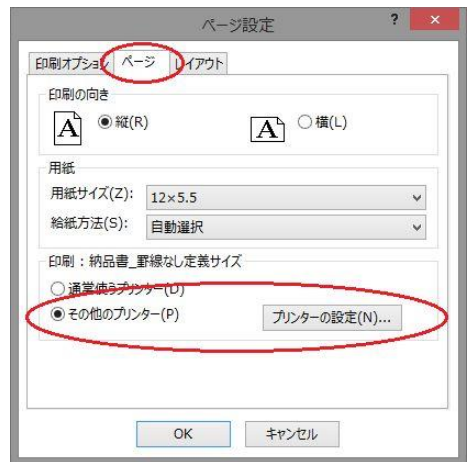 ページ設定
? ×
印刷オプション ページ レイアウト
印刷の向き
A 縦(R) A 横(L)
用紙
用紙サイズ(Z): 12×5.5
給紙方法(S): 自動選択
印刷：納品書_罫線なし定義サイズ
通常使うプリンター(D)
その他のプリンター(P) プリンターの設定(N)...
OK キャンセル